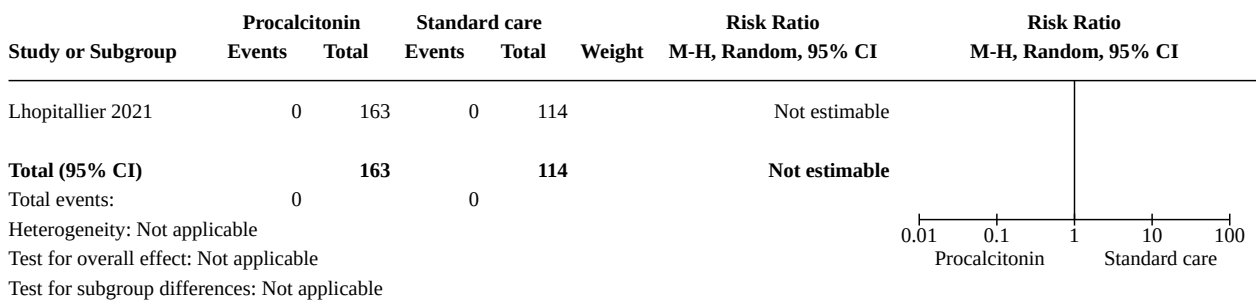 Procalcitonin Standard care Risk Ratio Risk Ratio
Study or Subgroup Events Total Events Total Weight M-H, Random, 95% CI M-H, Random, 95% CI
Lhopitallier 2021 0 163 0 114 Not estimable
Total (95% CI) 163 114 Not estimable
Total events: 0 0
Heterogeneity: Not applicable
0.01 0.1 1 10 100
Test for overall effect: Not applicable Procalcitonin Standard care
Test for subgroup differences: Not applicable